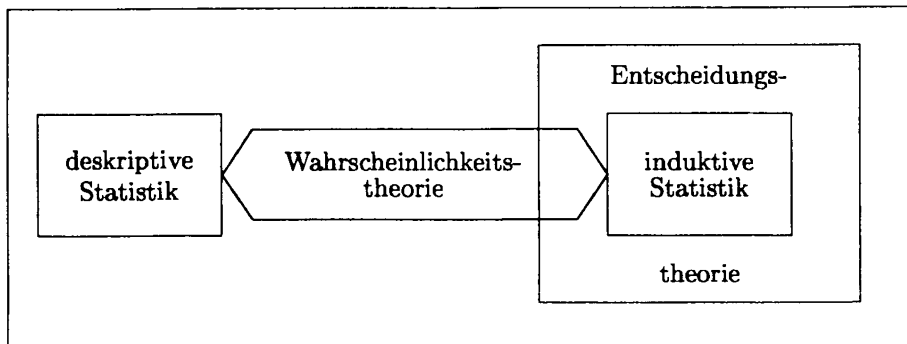 Entscheidungs-
deskriptive
Statistik
Wahrscheinlichkeits-
theorie
induktive
Statistik
theorie